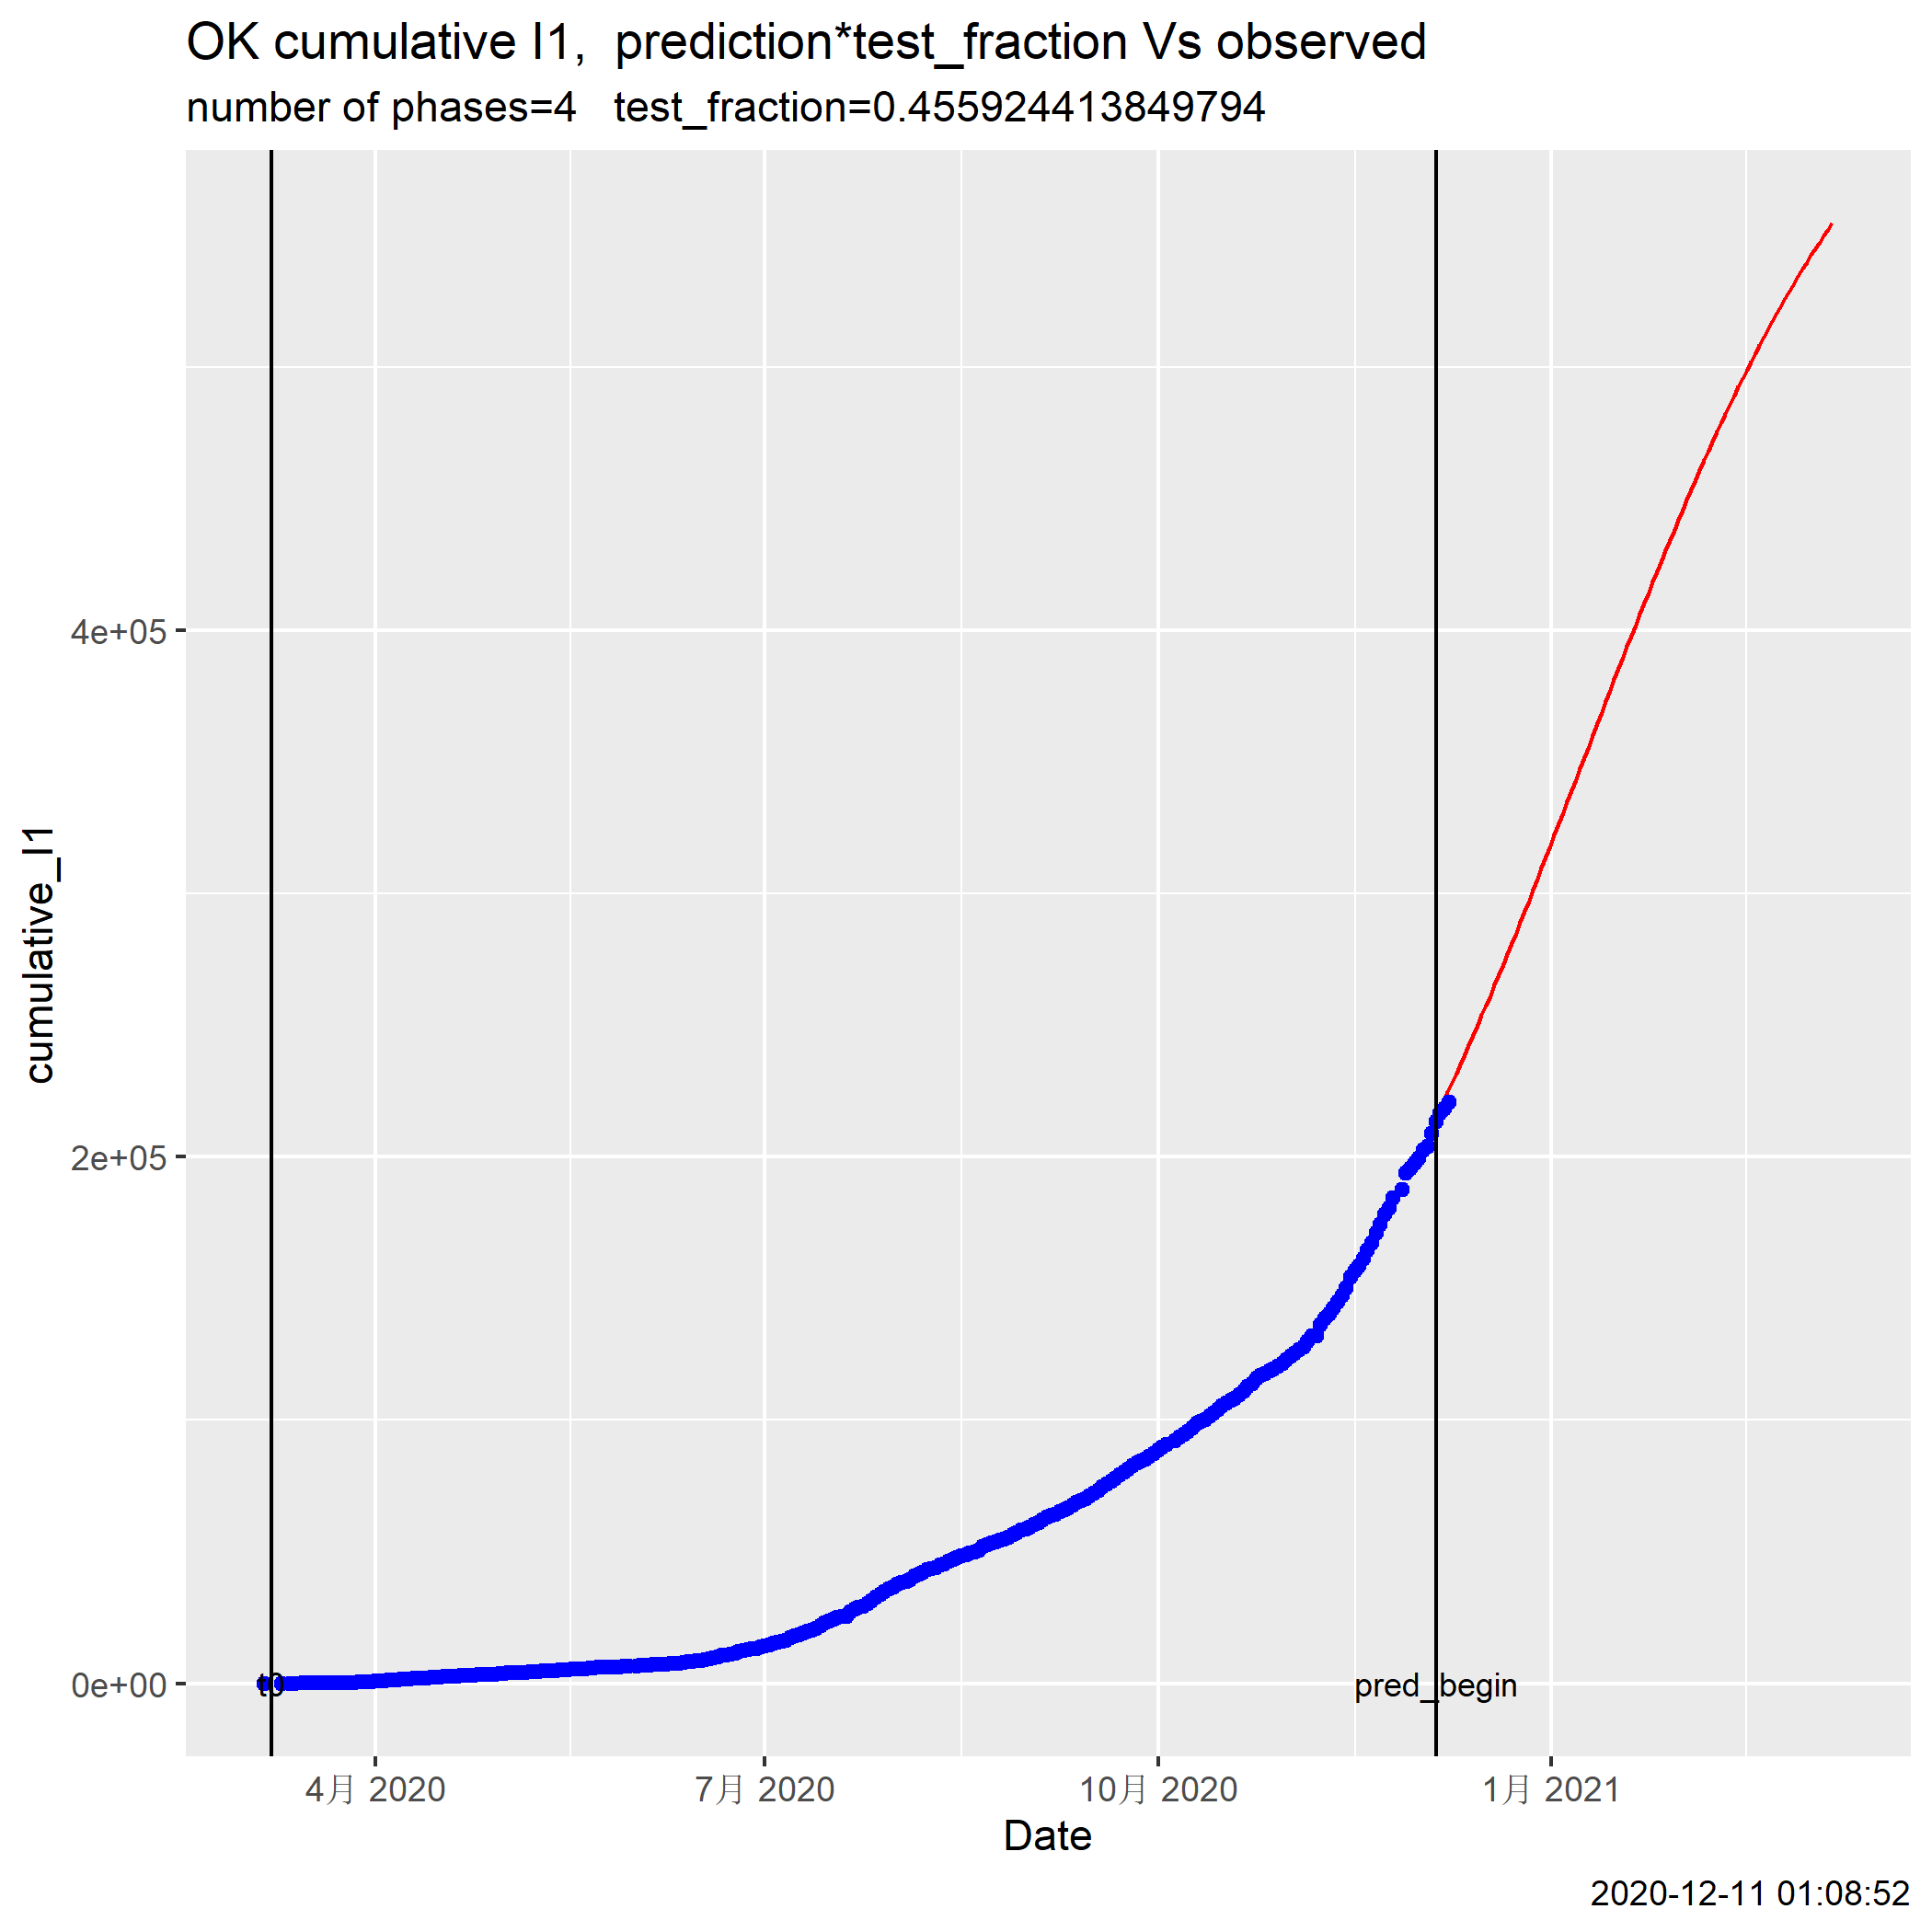 OK cumulative I1,  prediction*test_fraction Vs observed
number of phases=4   test_fraction=0.455924413849794
cumulative_I1
4e+05
2e+05
0e+00
t0
pred_begin
4月 2020
7月 2020
10月 2020
1月 2021
Date
2020-12-11 01:08:52